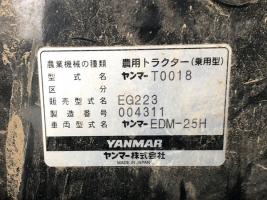 農業機械の種類 農用トラクター(乗用型)
型式名 ヤンマーT0018
区分
販売型式名 EG223
製造番号 004311
車両型式名 ヤンマーEDM-25H
YANMAR
ヤンマー株式会社
MADE IN JAPAN